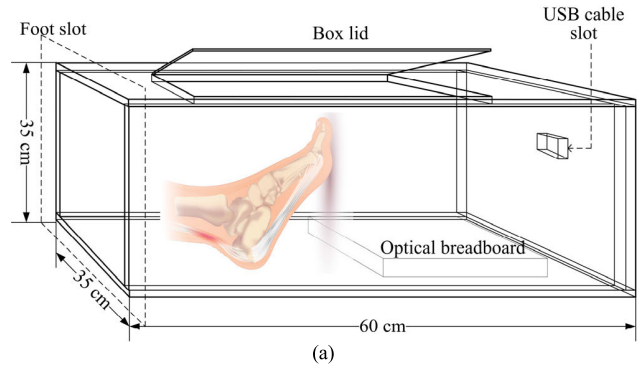 Foot slot
Box lid
USB cable
slot
35 cm
Optical breadboard
35 cm
60 cm
(a)